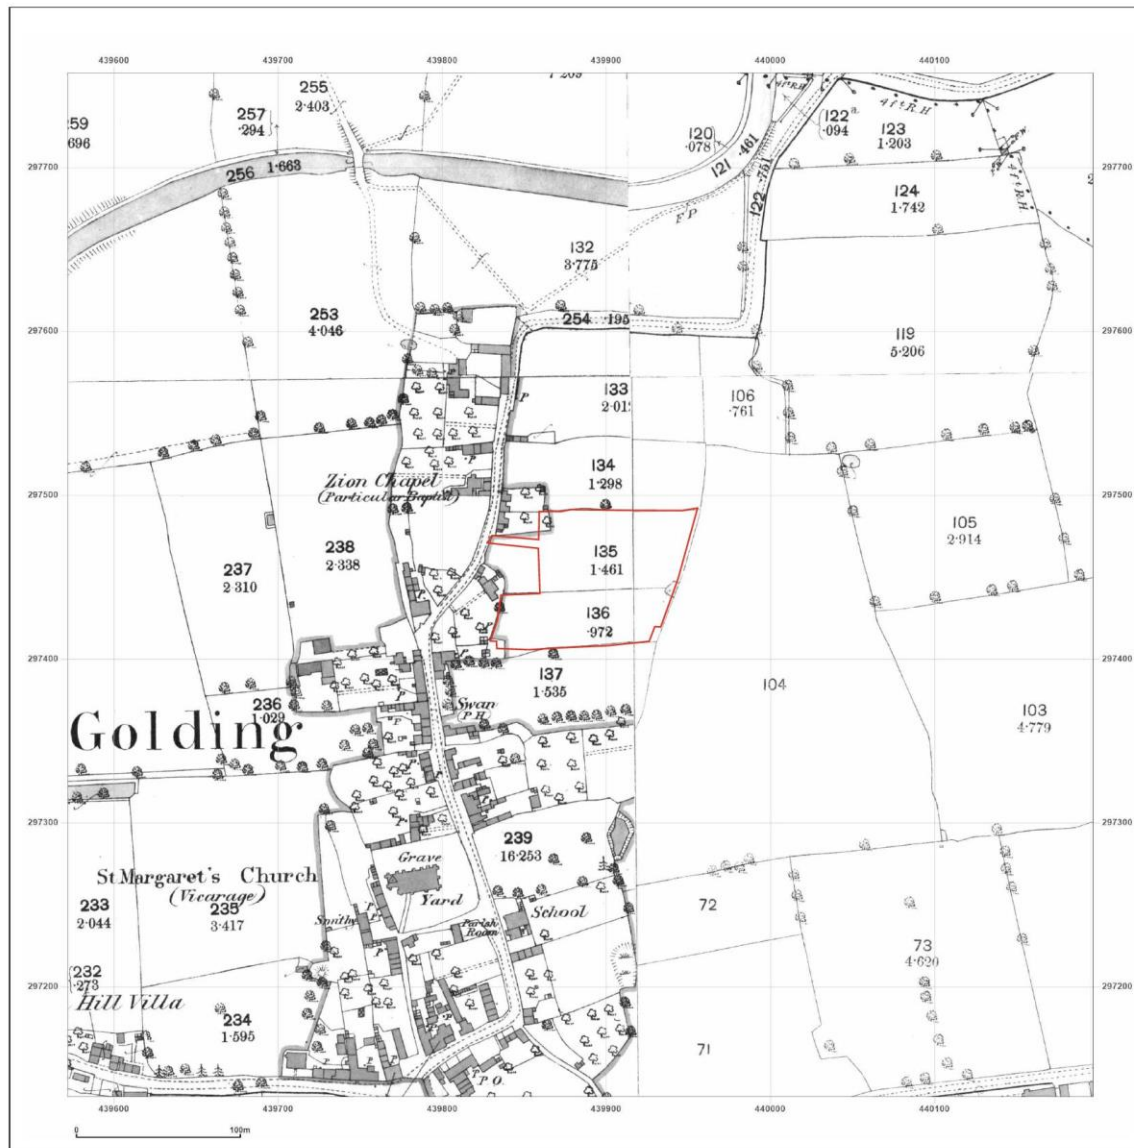 439600 439700 439800 439900 440000 440100
255
2·403
257
·294
259
·696
256 1·663
120
·078
121 ·461
122 ·791
122a
·094
4ft R.H
4ft R.H
4ft R.H
123
1·203
297700
297700
124
1·742
F P
132
3·775
253
4·046
254 ·195
297600
297600
119
5·206
133
2·01
P
106
·761
P
134
1·298
Zion Chapel
(Particular Baptist)
297500
297500
105
2·914
238
2·338
237
2·310
135
1·461
136
·972
P
P
297400
297400
137
1·535
104
P
236
1·029
Swan
(P.H.)
P
P
103
4·779
Golding
P
P
P
297300
297300
239
16·253
Grave
Yard
St Margaret's Church
(Vicarage)
233
2·044
235
3·417
Smithy
P
P
Parish
Room
School
P
72
73
4·620
232
·273
Hill Villa
297200
297200
234
1·595
71
P
P
P.O.
439600 439700 439800 439900 440000 440100
0 100m